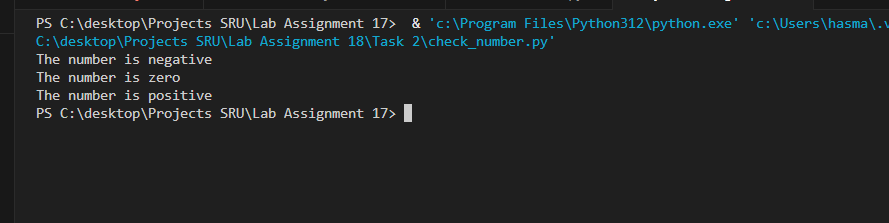 PS C:\desktop\Projects SRU\Lab Assignment 17>  & 'c:\Program Files\Python312\python.exe' 'c:\Users\hasma\.v
C:\desktop\Projects SRU\Lab Assignment 18\Task 2\check_number.py'
The number is negative
The number is zero
The number is positive
PS C:\desktop\Projects SRU\Lab Assignment 17>